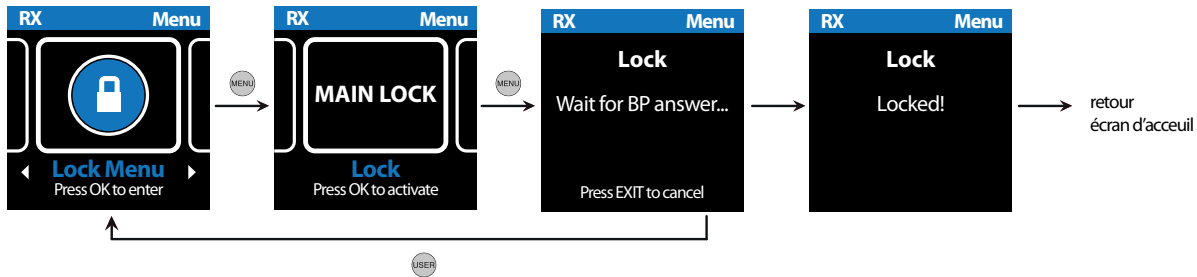 RX Menu
Lock Menu
Press OK to enter
MENU
RX Menu
MAIN LOCK
Lock
Press OK to activate
MENU
RX Menu
Lock
Wait for BP answer...
Press EXIT to cancel
RX Menu
Lock
Locked!
retour
écran d'acceuil
USER